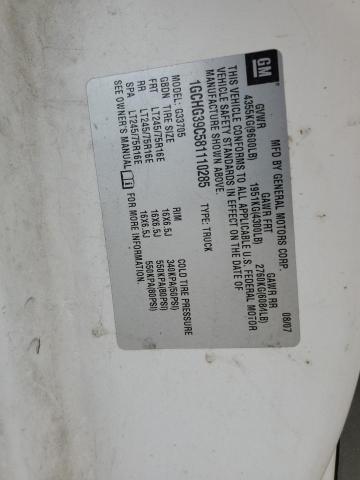 GM
MFD BY GENERAL MOTORS CORP. 08/07
GVWR GAWR FRT GAWR RR
4355KG(9600LB) 1951KG(4300LB) 2760KG(6084LB)
THIS VEHICLE CONFORMS TO ALL APPLICABLE U.S. FEDERAL MOTOR
VEHICLE SAFETY STANDARDS IN EFFECT ON THE DATE OF
MANUFACTURE SHOWN ABOVE.
1GCHG39C581110285 TYPE: TRUCK
MODEL: G33705
GBDN TIRE SIZE RIM COLD TIRE PRESSURE
FRT LT245/75R16E 16X6.5J 340KPA(50PSI)
RR LT245/75R16E 16X6.5J 550KPA(80PSI)
SPA LT245/75R16E 16X6.5J 550KPA(80PSI)
SEE OWNER'S MANUAL FOR MORE INFORMATION.